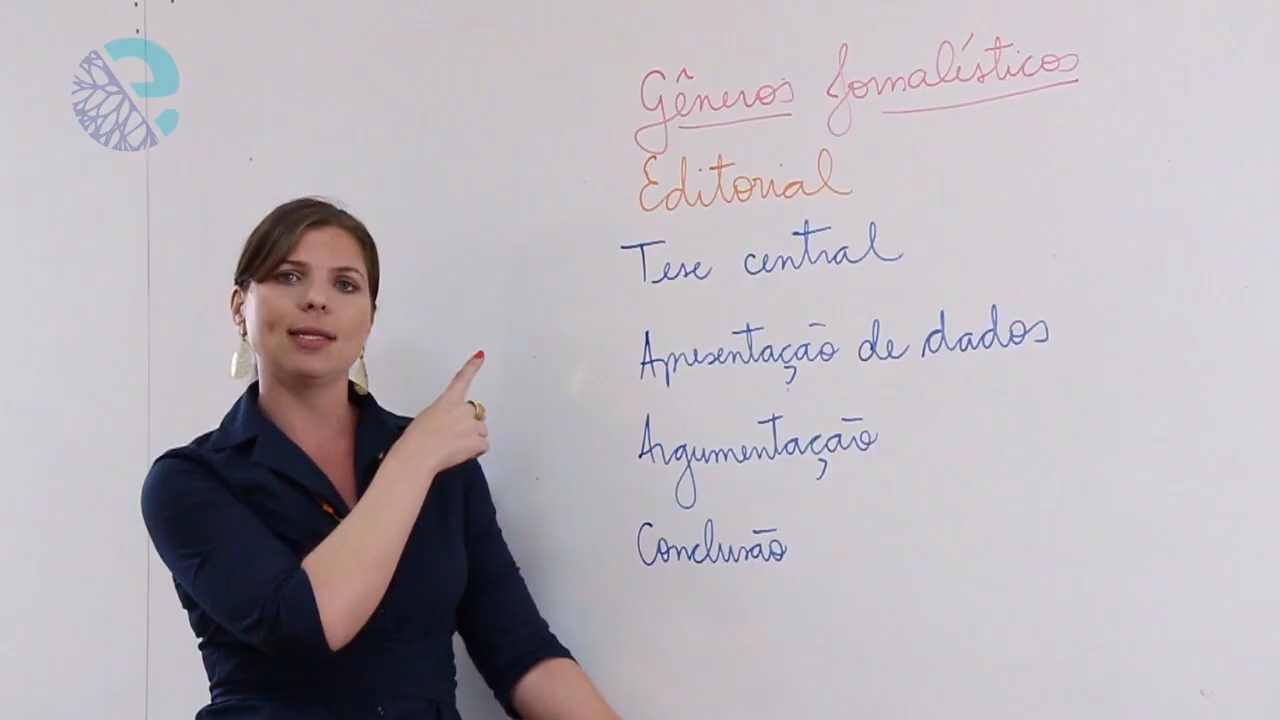 e
Gêneros Jornalísticos
Editorial
Tese central
Apresentação de dados
Argumentação
Conclusão